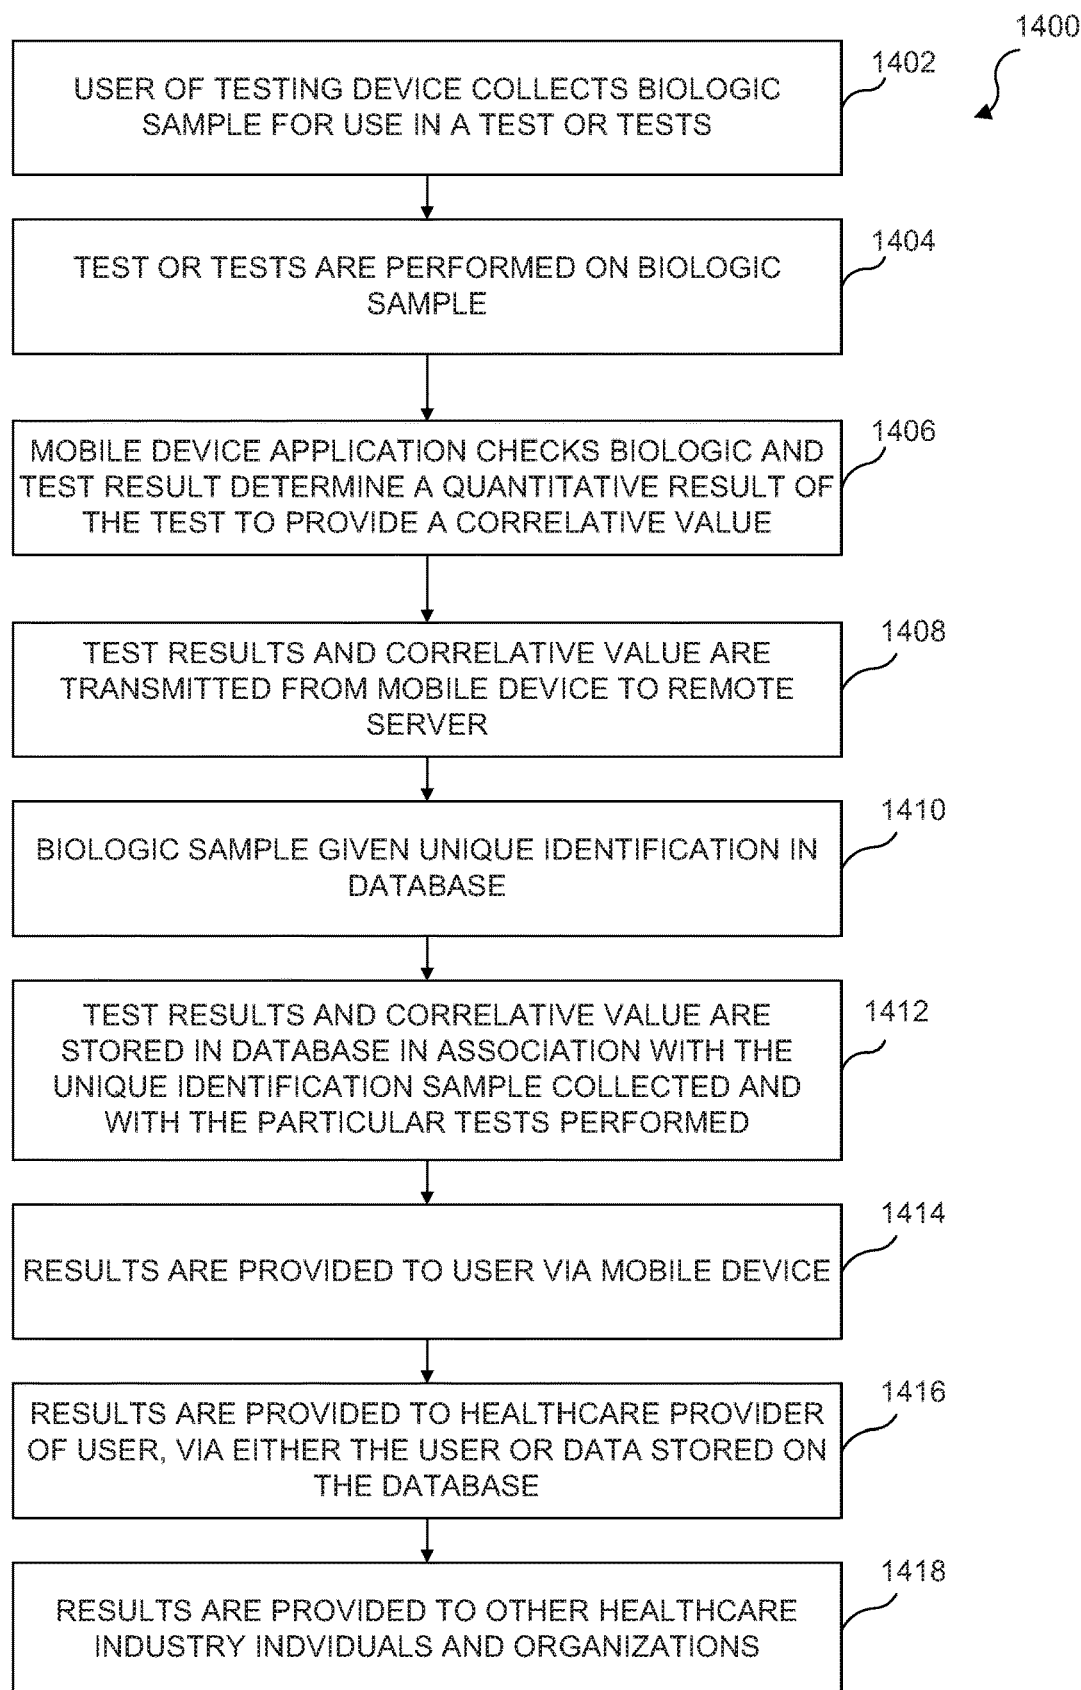 1400
1402
USER OF TESTING DEVICE COLLECTS BIOLOGIC
SAMPLE FOR USE IN A TEST OR TESTS
1404
TEST OR TESTS ARE PERFORMED ON BIOLOGIC
SAMPLE
1406
MOBILE DEVICE APPLICATION CHECKS BIOLOGIC AND
TEST RESULT DETERMINE A QUANTITATIVE RESULT OF
THE TEST TO PROVIDE A CORRELATIVE VALUE
1408
TEST RESULTS AND CORRELATIVE VALUE ARE
TRANSMITTED FROM MOBILE DEVICE TO REMOTE
SERVER
1410
BIOLOGIC SAMPLE GIVEN UNIQUE IDENTIFICATION IN
DATABASE
1412
TEST RESULTS AND CORRELATIVE VALUE ARE
STORED IN DATABASE IN ASSOCIATION WITH THE
UNIQUE IDENTIFICATION SAMPLE COLLECTED AND
WITH THE PARTICULAR TESTS PERFORMED
1414
RESULTS ARE PROVIDED TO USER VIA MOBILE DEVICE
1416
RESULTS ARE PROVIDED TO HEALTHCARE PROVIDER
OF USER, VIA EITHER THE USER OR DATA STORED ON
THE DATABASE
1418
RESULTS ARE PROVIDED TO OTHER HEALTHCARE
INDUSTRY INDVIDUALS AND ORGANIZATIONS